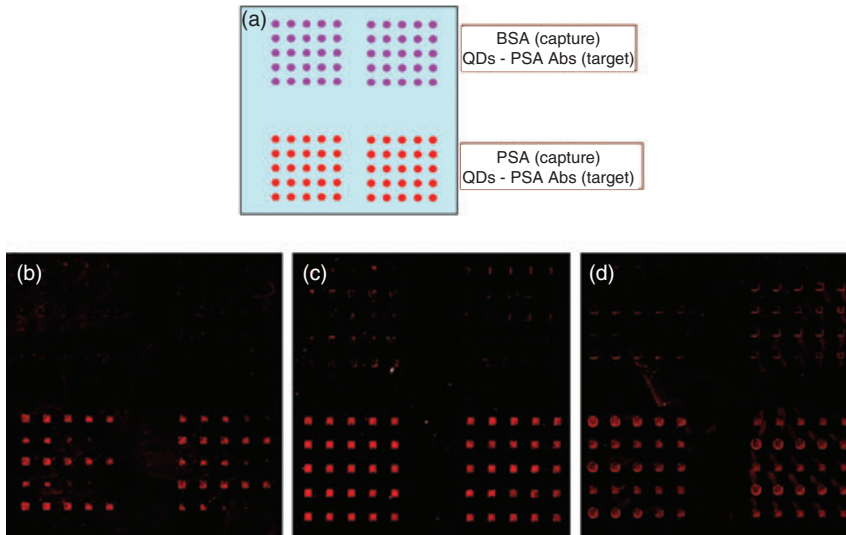 (a)
BSA (capture)
QDs - PSA Abs (target)
PSA (capture)
QDs - PSA Abs (target)
(b)
(c)
(d)